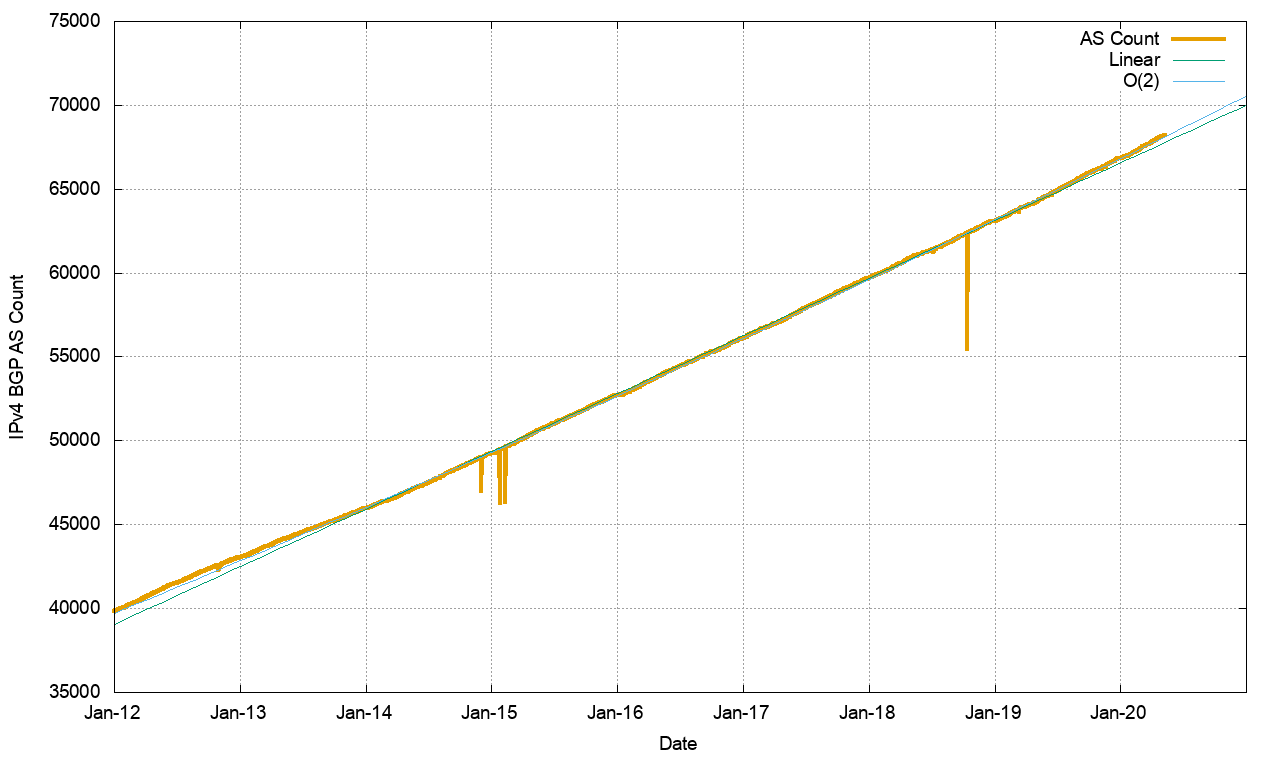 75000
70000
65000
60000
55000
50000
45000
40000
35000
IPv4 BGP AS Count
AS Count
Linear
O(2)
Jan-12 Jan-13 Jan-14 Jan-15 Jan-16 Jan-17 Jan-18 Jan-19 Jan-20
Date